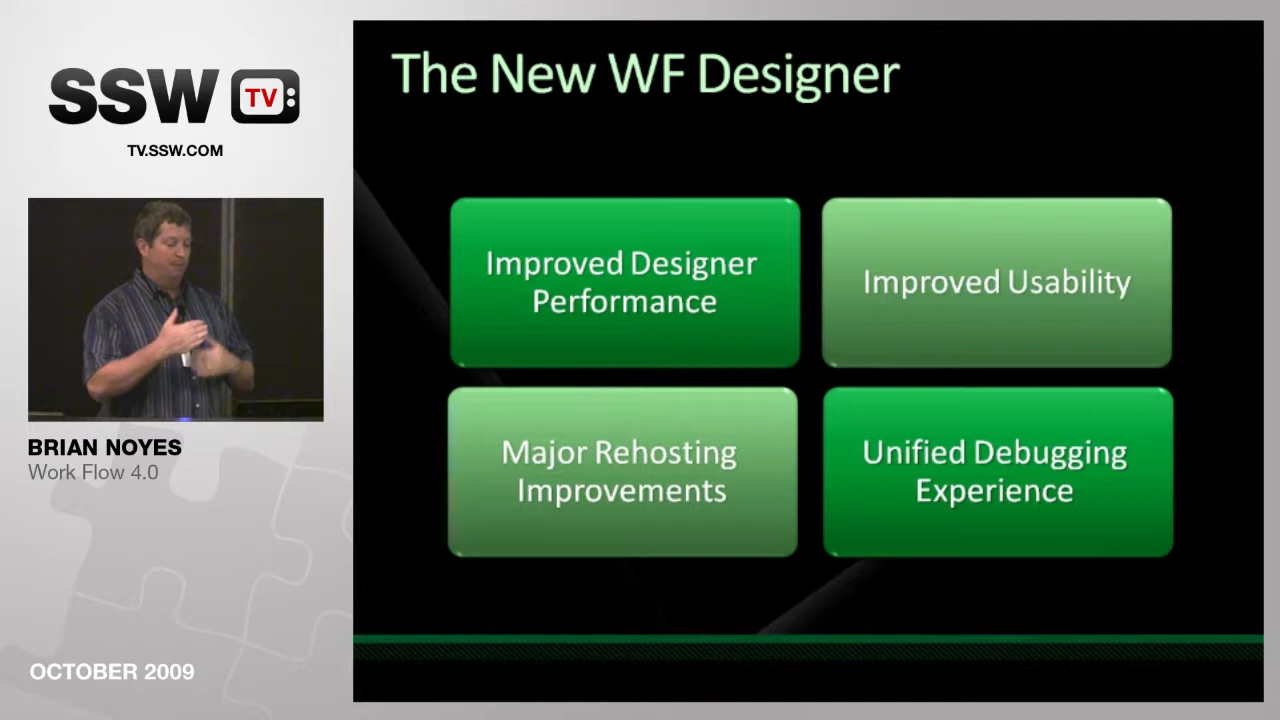 SSW TV
TV.SSW.COM
BRIAN NOYES
Work Flow 4.0
OCTOBER 2009
The New WF Designer
Improved Designer
Performance
Improved Usability
Major Rehosting
Improvements
Unified Debugging
Experience